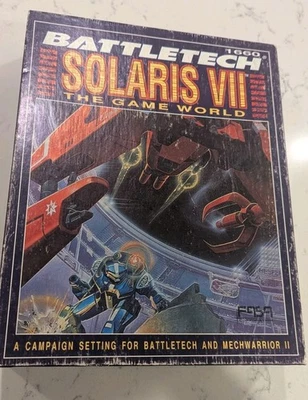 BATTLETECH
1660
SOLARIS VII
THE GAME WORLD
FASA
A CAMPAIGN SETTING FOR BATTLETECH AND MECHWARRIOR II